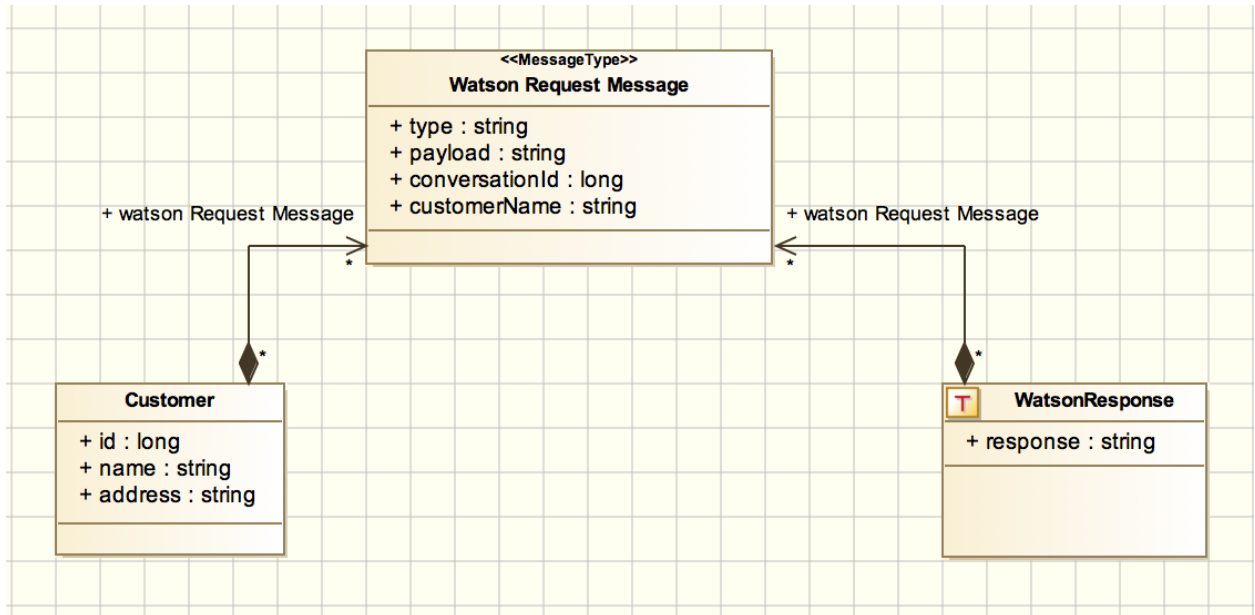 <<MessageType>>
Watson Request Message
+ type : string
+ payload : string
+ conversationId : long
+ customerName : string
+ watson Request Message
*
*
+ watson Request Message
*
*
Customer
+ id : long
+ name : string
+ address : string
T
WatsonResponse
+ response : string